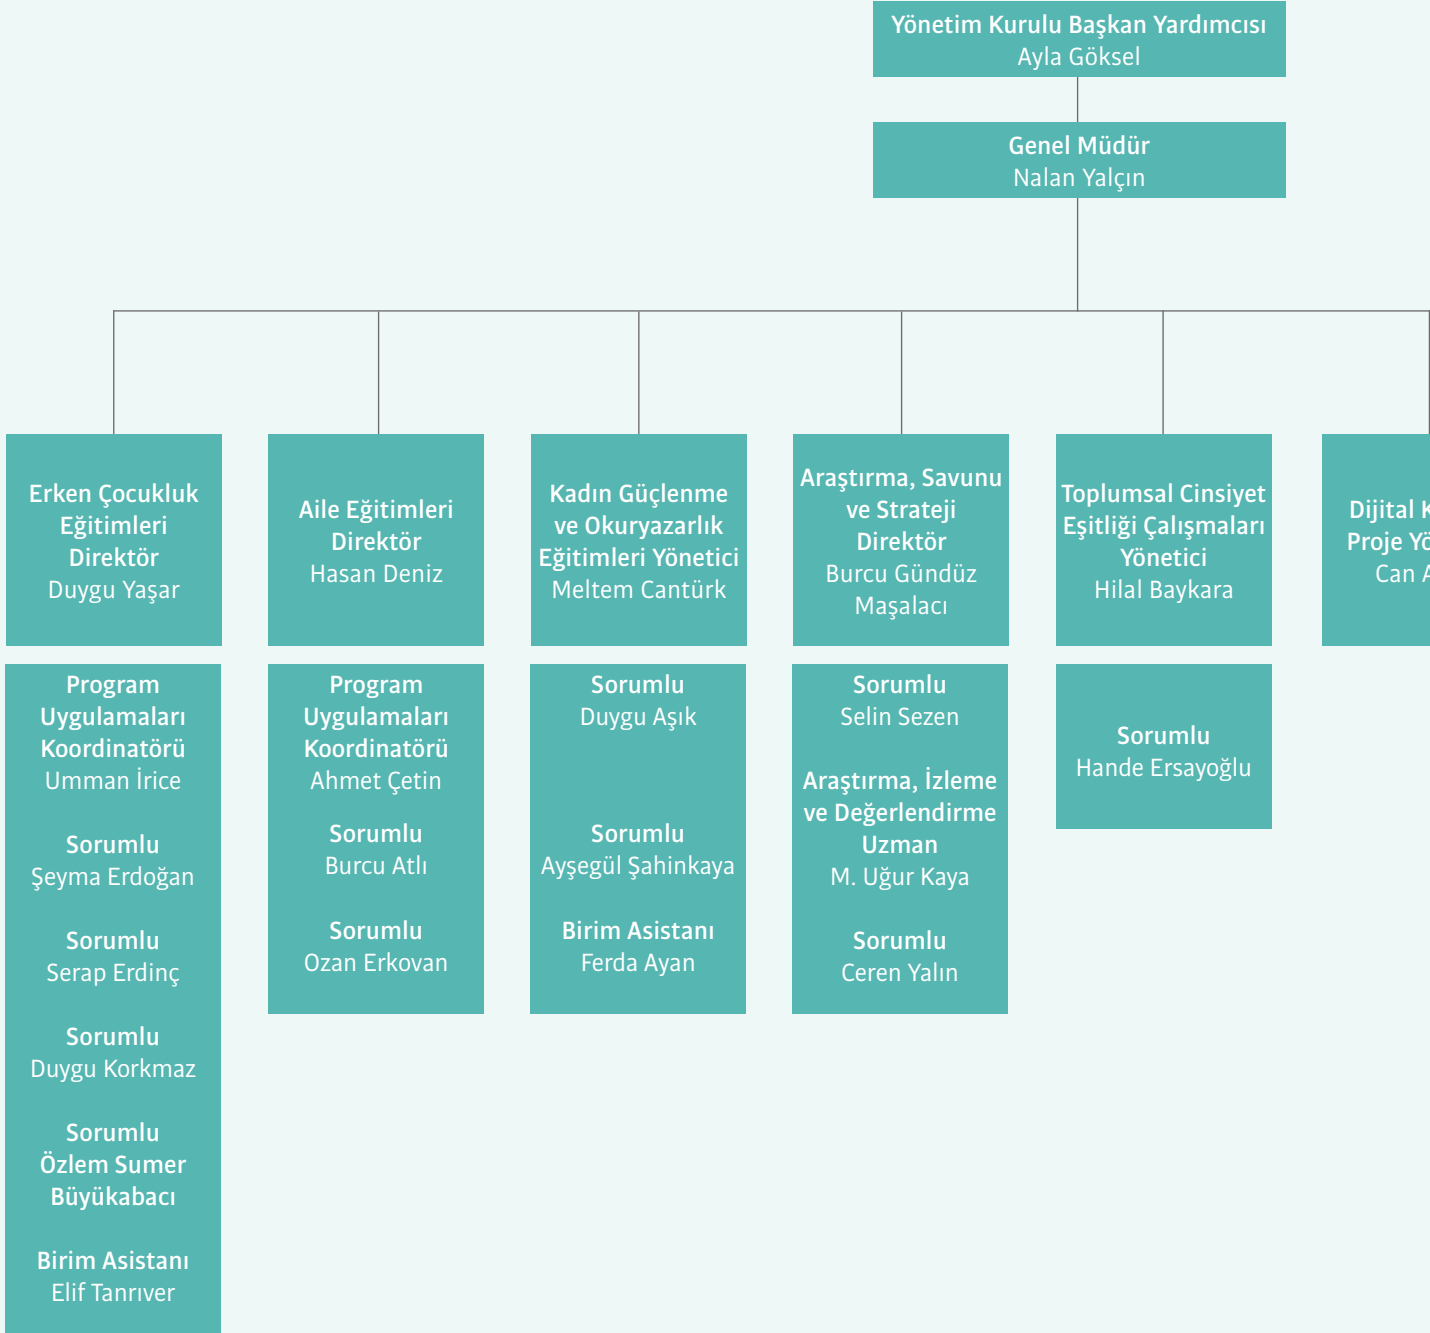 Yönetim Kurulu Başkan Yardımcısı
Ayla Göksel
Genel Müdür
Nalan Yalçın
Erken Çocukluk
Eğitimleri
Direktör
Duygu Yaşar
Aile Eğitimleri
Direktör
Hasan Deniz
Kadın Güçlenme
ve Okuryazarlık
Eğitimleri Yönetici
Meltem Cantürk
Araştırma, Savunu
ve Strateji
Direktör
Burcu Gündüz
Maşalacı
Toplumsal Cinsiyet
Eşitliği Çalışmaları
Yönetici
Hilal Baykara
Dijital
Proje
Can
Program
Uygulamaları
Koordinatörü
Umman İrice
Sorumlu
Şeyma Erdoğan
Sorumlu
Serap Erdinç
Sorumlu
Duygu Korkmaz
Sorumlu
Özlem Sumer
Büyükabacı
Birim Asistanı
Elif Tanrıver
Program
Uygulamaları
Koordinatörü
Ahmet Çetin
Sorumlu
Burcu Atlı
Sorumlu
Ozan Erkovan
Sorumlu
Duygu Aşık
Sorumlu
Ayşegül Şahinkaya
Birim Asistanı
Ferda Ayan
Sorumlu
Selin Sezen
Araştırma, İzleme
ve Değerlendirme
Uzman
M. Uğur Kaya
Sorumlu
Ceren Yalın
Sorumlu
Hande Ersayoğlu